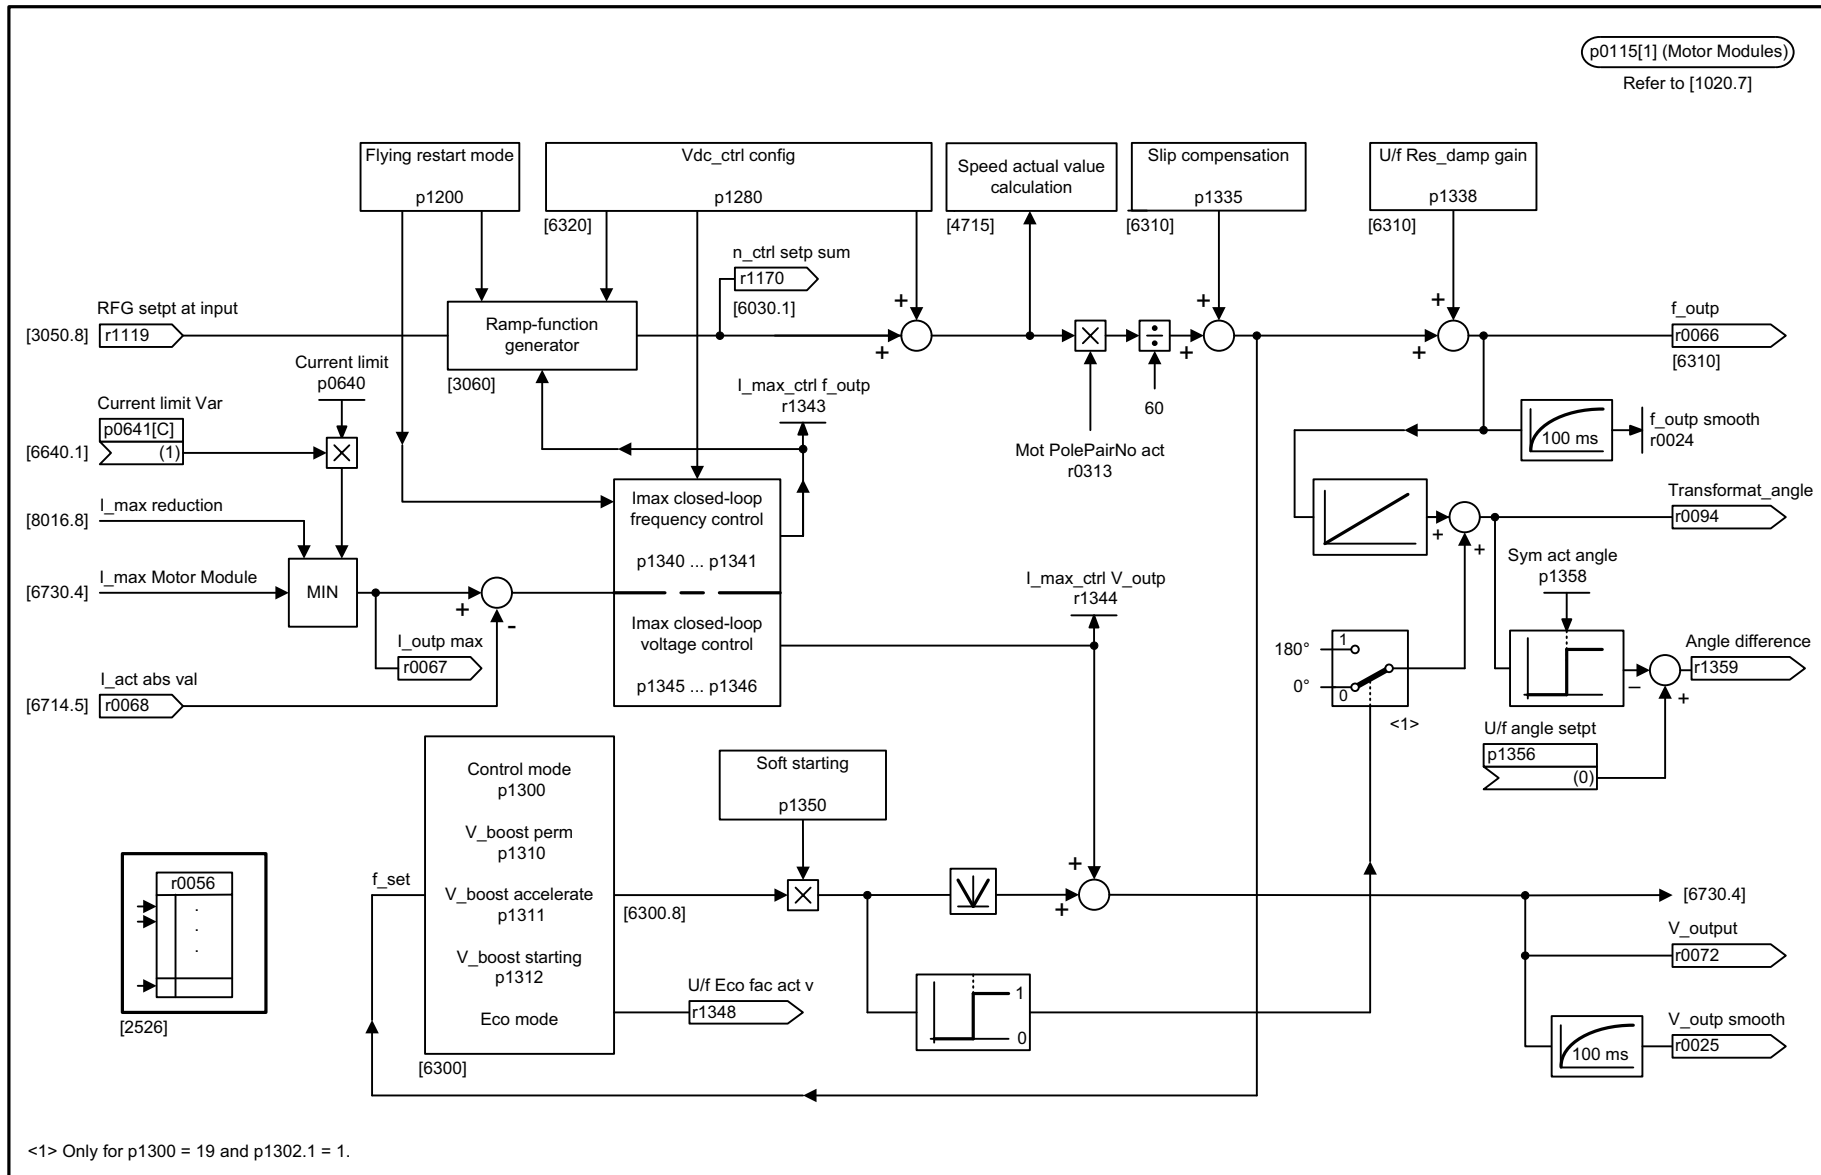 p0115[1] (Motor Modules)
Refer to [1020.7]
Flying restart mode
p1200
Vdc_ctrl config
p1280
[6320]
Speed actual value
calculation
[4715]
Slip compensation
p1335
[6310]
U/f Res_damp gain
p1338
[6310]
n_ctrl setp sum
r1170
[6030.1]
RFG setpt at input
[3050.8]
r1119
Ramp-function
generator
[3060]
+
+
+
+
+
+
60
Mot PolePairNo act
r0313
f_outp
r0066
[6310]
100 ms
f_outp smooth
r0024
Current limit
p0640
Current limit Var
p0641[C]
(1)
[6640.1]
I_max_ctrl f_outp
r1343
[8016.8]
I_max reduction
[6730.4]
I_max Motor Module
MIN
+
-
I_outp max
r0067
I_act abs val
[6714.5]
r0068
Imax closed-loop
frequency control
p1340 ... p1341
Imax closed-loop
voltage control
p1345 ... p1346
I_max_ctrl V_outp
r1344
+
+
Transformat_angle
r0094
Sym act angle
p1358
180°
1
0°
0
<1>
–
+
Angle difference
r1359
U/f angle setpt
p1356
(0)
Control mode
p1300
V_boost perm
p1310
V_boost accelerate
p1311
V_boost starting
p1312
Eco mode
[6300]
f_set
[6300.8]
Soft starting
p1350
U/f Eco fac act v
r1348
1
0
+
+
[6730.4]
V_output
r0072
100 ms
V_outp smooth
r0025
r0056
.
.
.
[2526]
<1> Only for p1300 = 19 and p1302.1 = 1.